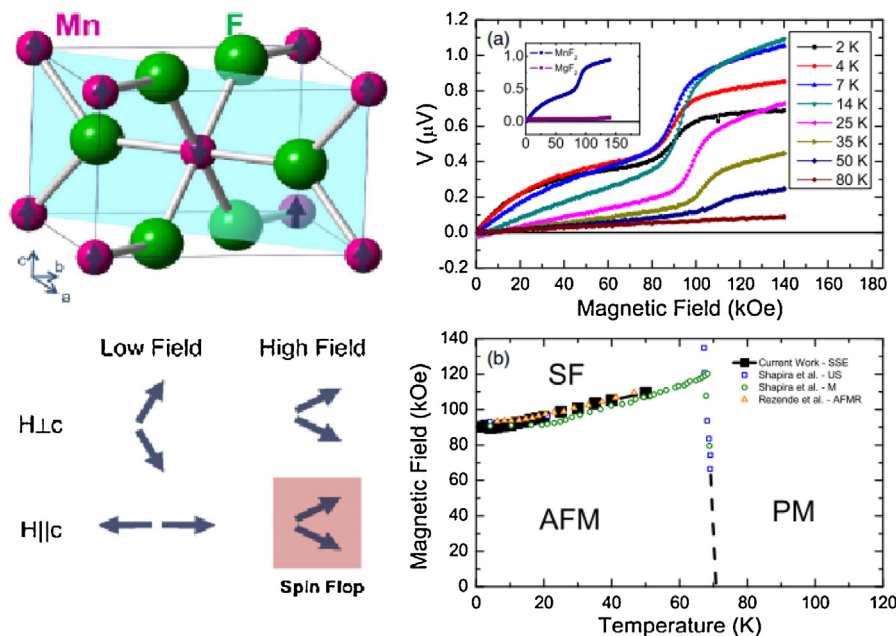 Mn
F
c
b
a
Low Field
High Field
H⊥c
H||c
Spin Flop
(a)
V (μV)
1.2
1.0
0.8
0.6
0.4
0.2
0.0
-0.2
1.0
0.5
0.0
0 50 100 150
MnF2
MgF2
2 K
4 K
7 K
14 K
25 K
35 K
50 K
80 K
0 20 40 60 80 100 120 140 160 180
Magnetic Field (kOe)
(b)
Magnetic Field (kOe)
140
120
100
80
60
40
20
0
SF
AFM
PM
Current Work - SSE
Shapira et al. - US
Shapira et al. - M
Rezende et al. - AFMR
0 20 40 60 80 100 120
Temperature (K)